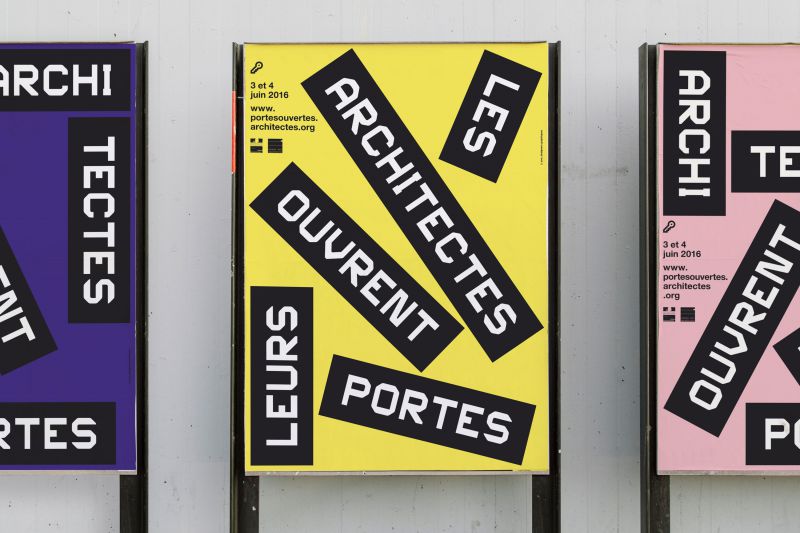 ARCHI
TECTES
ENT
RTES
3 et 4
juin 2016
www.
portesouvertes.
architectes.org
LES
ARCHITECTES
OUVRENT
LEURS
PORTES
ARCHI
TE
3 et 4
juin 2016
www.
portesouvertes.
architectes
.org
OUVRENT
PO